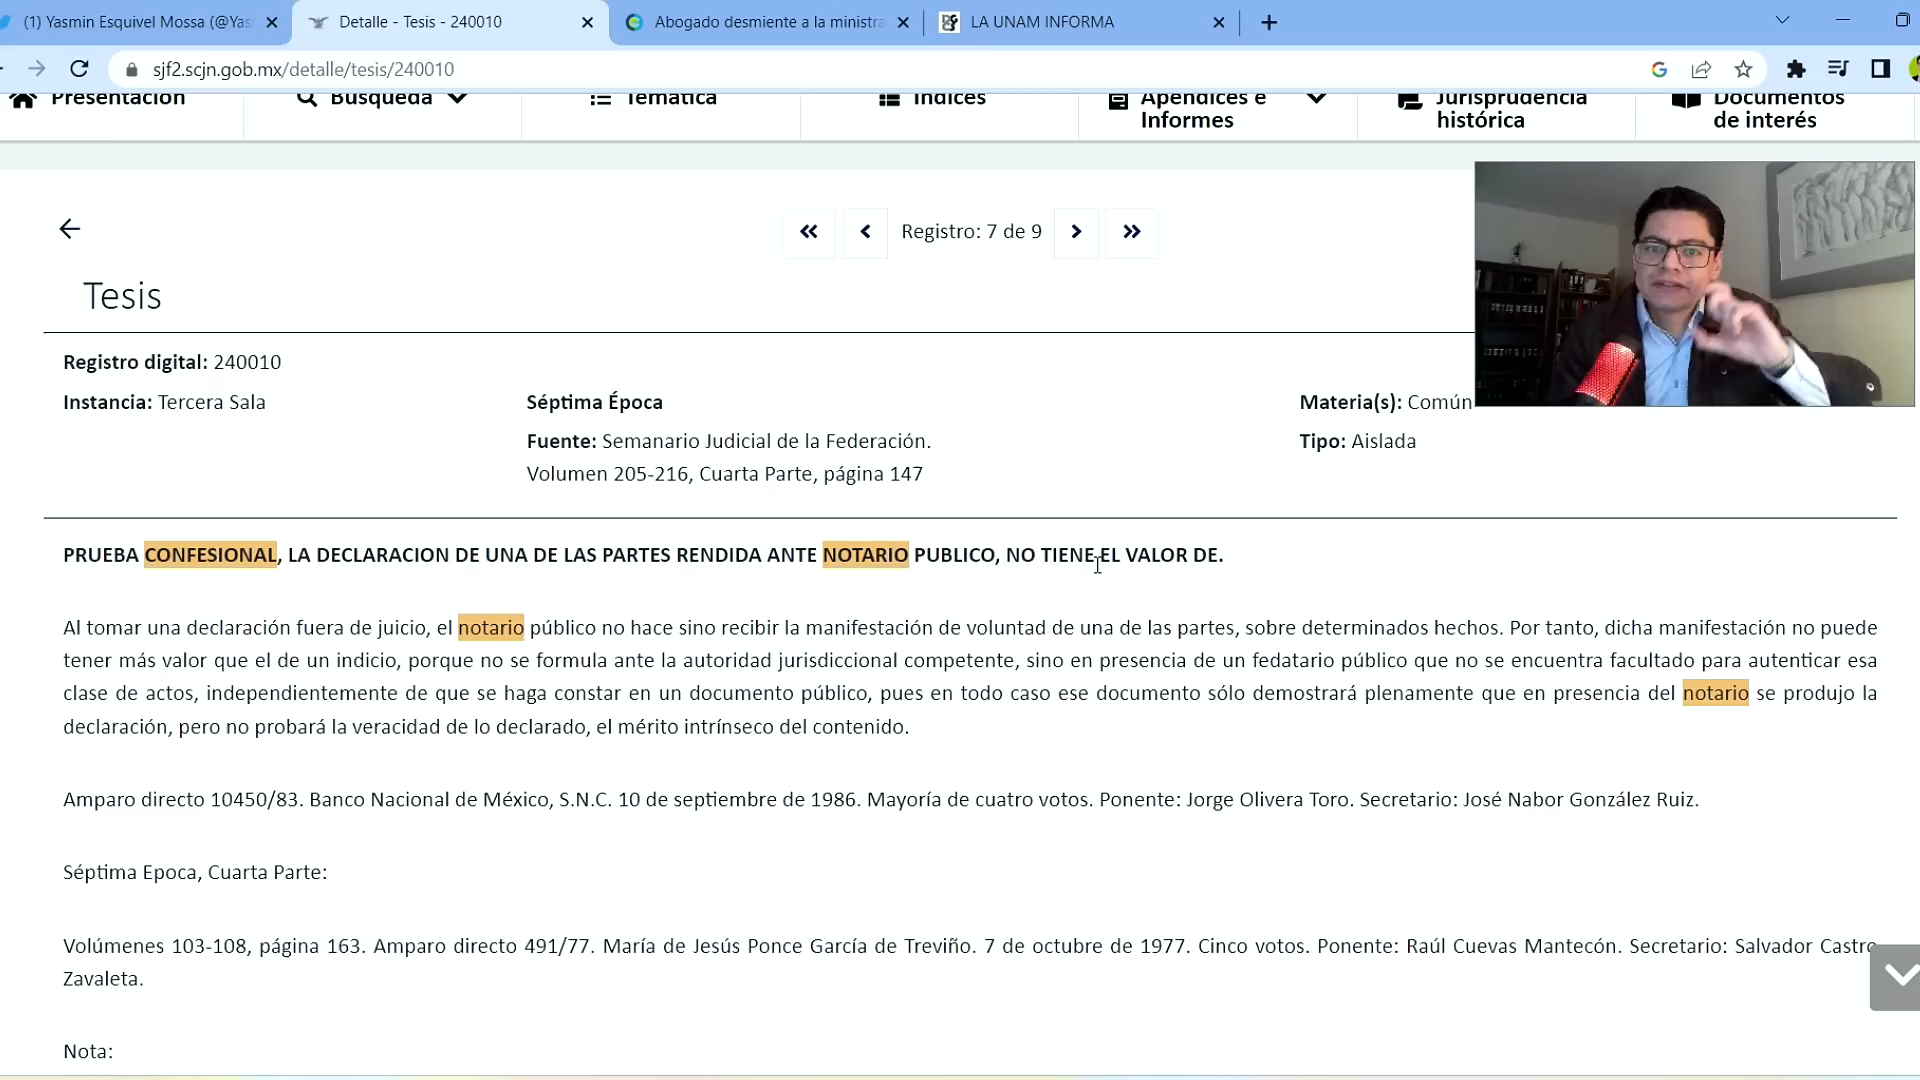 (1) Yasmin Esquivel Mossa (@Yas
Detalle - Tesis - 240010
Abogado desmiente a la ministra
LA UNAM INFORMA
sjf2.scjn.gob.mx/detalle/tesis/240010
Presentación
Búsqueda
Temática
Índices
Apéndices e
Informes
Jurisprudencia
histórica
Documentos
de interés
Registro: 7 de 9
Tesis
Registro digital: 240010
Instancia: Tercera Sala
Séptima Época
Materia(s): Común
Fuente: Semanario Judicial de la Federación.
Tipo: Aislada
Volumen 205-216, Cuarta Parte, página 147
PRUEBA CONFESIONAL, LA DECLARACION DE UNA DE LAS PARTES RENDIDA ANTE NOTARIO PUBLICO, NO TIENE EL VALOR DE.
Al tomar una declaración fuera de juicio, el notario público no hace sino recibir la manifestación de voluntad de una de las partes, sobre determinados hechos. Por tanto, dicha manifestación no puede
tener más valor que el de un indicio, porque no se formula ante la autoridad jurisdiccional competente, sino en presencia de un fedatario público que no se encuentra facultado para autenticar esa
clase de actos, independientemente de que se haga constar en un documento público, pues en todo caso ese documento sólo demostrará plenamente que en presencia del notario se produjo la
declaración, pero no probará la veracidad de lo declarado, el mérito intrínseco del contenido.
Amparo directo 10450/83. Banco Nacional de México, S.N.C. 10 de septiembre de 1986. Mayoría de cuatro votos. Ponente: Jorge Olivera Toro. Secretario: José Nabor González Ruiz.
Séptima Epoca, Cuarta Parte:
Volúmenes 103-108, página 163. Amparo directo 491/77. María de Jesús Ponce García de Treviño. 7 de octubre de 1977. Cinco votos. Ponente: Raúl Cuevas Mantecón. Secretario: Salvador Castro
Zavaleta.
Nota: